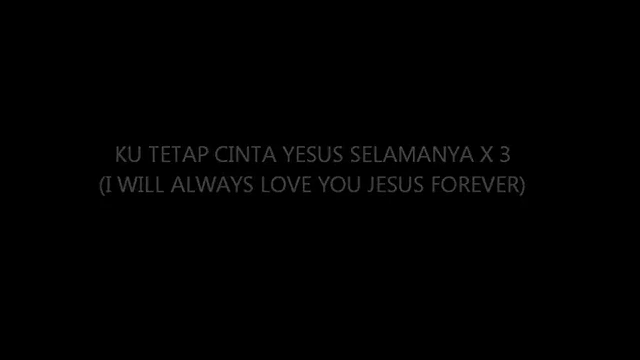 KU TETAP CINTA YESUS SELAMANYA X 3
(I WILL ALWAYS LOVE YOU JESUS FOREVER)